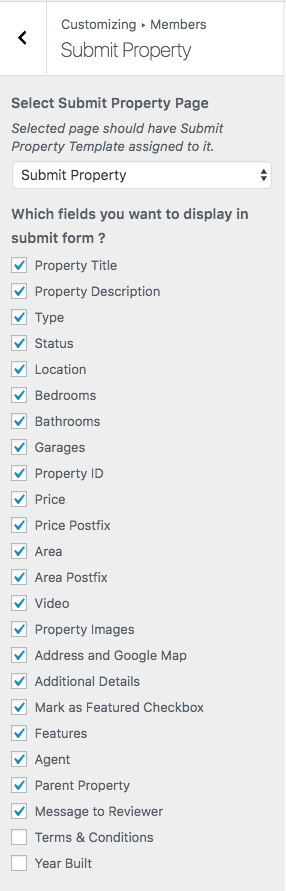 Customizing ▸ Members
Submit Property
Select Submit Property Page
Selected page should have Submit
Property Template assigned to it.
Submit Property
Which fields you want to display in
submit form ?
Property Title
Property Description
Type
Status
Location
Bedrooms
Bathrooms
Garages
Property ID
Price
Price Postfix
Area
Area Postfix
Video
Property Images
Address and Google Map
Additional Details
Mark as Featured Checkbox
Features
Agent
Parent Property
Message to Reviewer
Terms & Conditions
Year Built